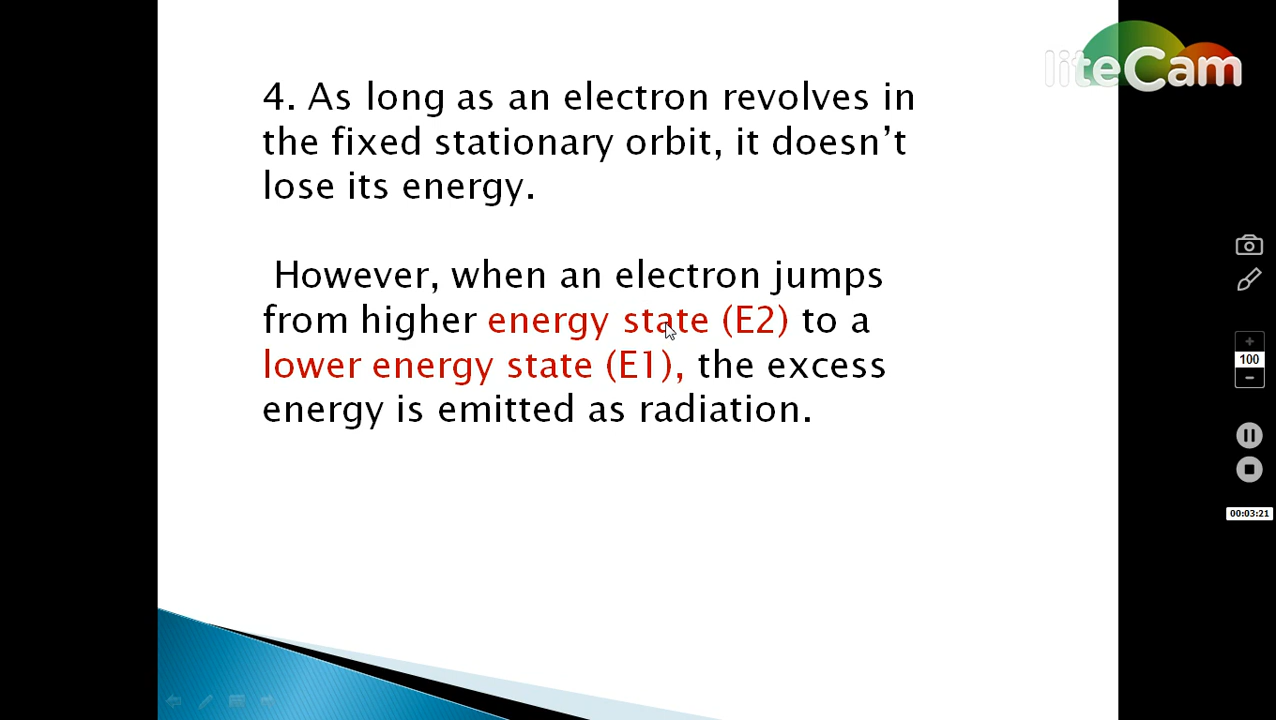 liteCam
4. As long as an electron revolves in
the fixed stationary orbit, it doesn’t
lose its energy.
However, when an electron jumps
from higher energy state (E2) to a
lower energy state (E1), the excess
energy is emitted as radiation.
100
00:03:21